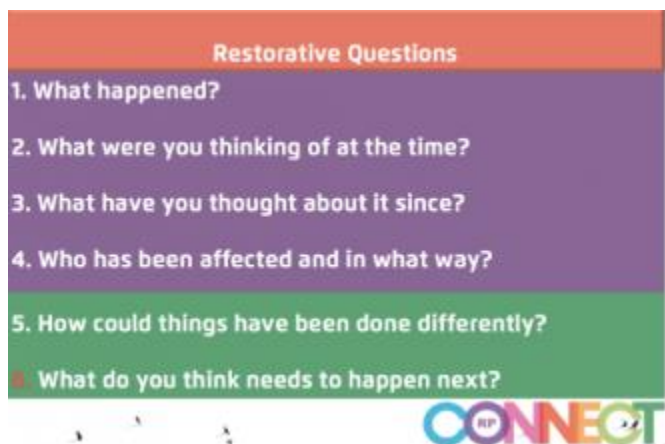 Restorative Questions
1. What happened?
2. What were you thinking of at the time?
3. What have you thought about it since?
4. Who has been affected and in what way?
5. How could things have been done differently?
6. What do you think needs to happen next?
CONNECT
RP